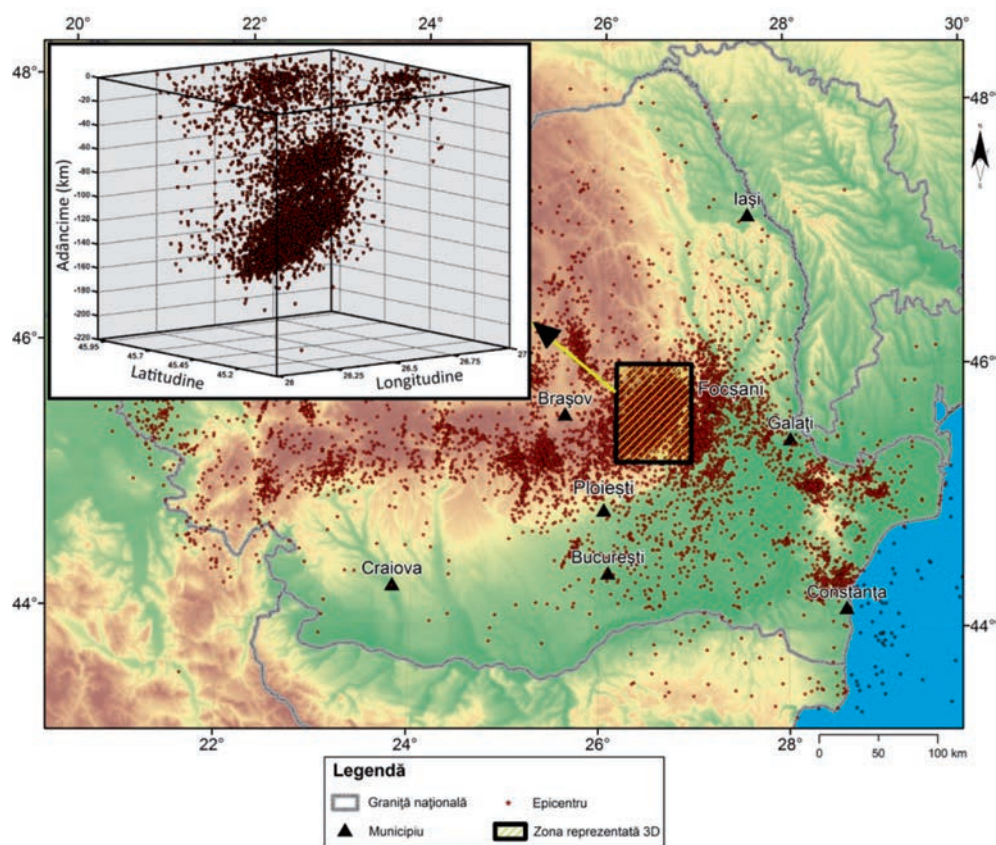 20°
22°
24°
26°
28°
30°
48°
48°
0
-20
-40
-60
-80
-100
-120
-140
-160
-180
-200
-220
Adâncime (km)
45.95
45.7
45.45
45.2
Latitudine
26
26.25
26.5
26.75
27
Longitudine
N
S
Iași
46°
46°
Brașov
Focșani
Galați
Ploiești
București
Craiova
Constanța
44°
44°
22°
24°
26°
28°
0 50 100 km
Legendă
Graniță națională
Epicentru
Municipiu
Zona reprezentată 3D